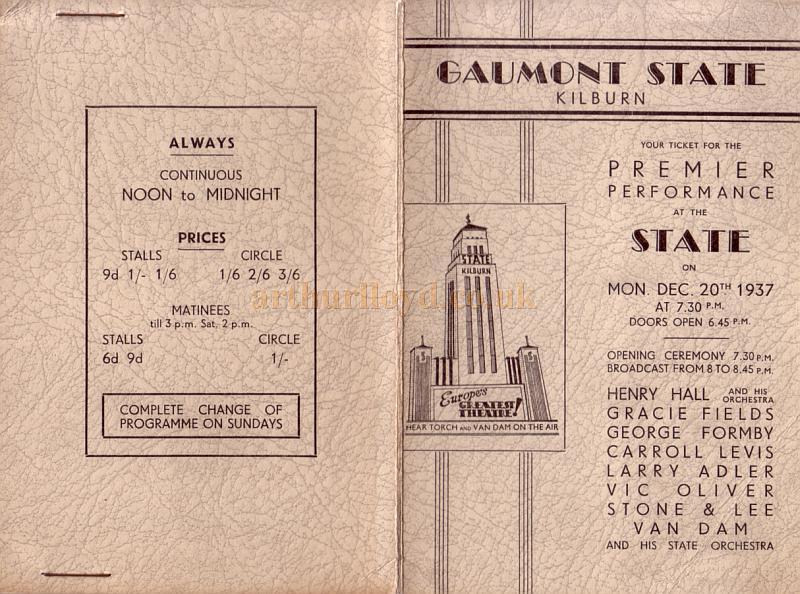 ALWAYS
CONTINUOUS
NOON to MIDNIGHT
PRICES
STALLS CIRCLE
9d 1/- 1/6 1/6 2/6 3/6
MATINEES
till 3 p.m. Sat, 2 p.m.
STALLS CIRCLE
6d 9d 1/-
COMPLETE CHANGE OF
PROGRAMME ON SUNDAYS
arthurlloyd.co.uk
GAUMONT STATE
KILBURN
STATE
KILBURN
Europe's
GREATEST
THEATRE!
HEAR TORCH AND VAN DAM ON THE AIR
YOUR TICKET FOR THE
PREMIER
PERFORMANCE
AT THE
STATE
ON
MON. DEC. 20TH 1937
AT 7.30 P.M.
DOORS OPEN 6.45 P.M.
OPENING CEREMONY 7.30 P.M.
BROADCAST FROM 8 TO 8.45 P.M.
HENRY HALL AND HIS ORCHESTRA
GRACIE FIELDS
GEORGE FORMBY
CARROLL LEVIS
LARRY ADLER
VIC OLIVER
STONE & LEE
VAN DAM
AND HIS STATE ORCHESTRA